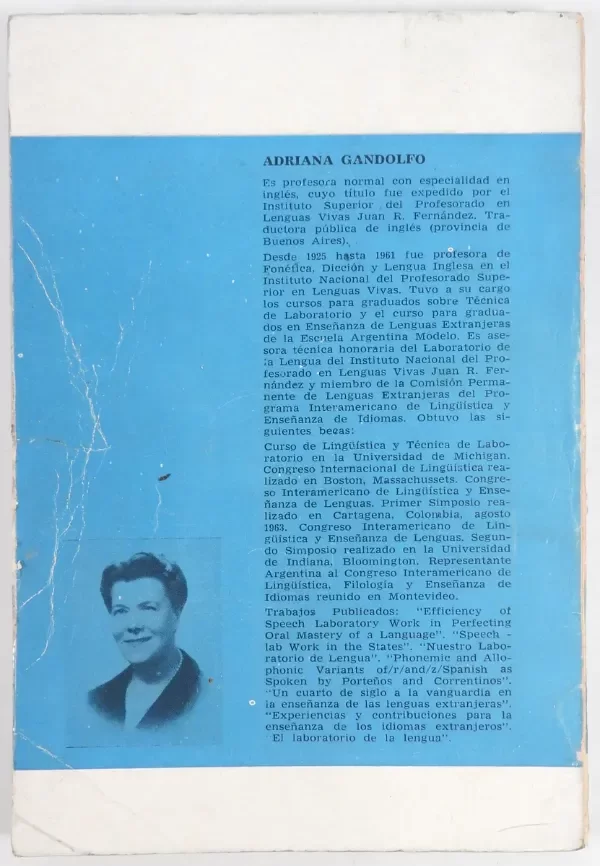 ADRIANA GANDOLFO
Es profesora normal con especialidad en
inglés, cuyo título fue expedido por el
Instituto Superior del Profesorado en
Lenguas Vivas Juan R. Fernández, Tra-
ductora pública de inglés (provincia de
Buenos Aires).
Desde 1925 hasta 1961 fue profesora de
Fonética, Dicción y Lengua Inglesa en el
Instituto Nacional del Profesorado Supe-
rior en Lenguas Vivas. Tuvo a su cargo
los cursos para graduados sobre Técnica
de Laboratorio y el curso para gradua-
dos en Enseñanza de Lenguas Extranjeras
de la Escuela Argentina Modelo. Es ase-
sora técnica honoraria del Laboratorio de
la Lengua del Instituto Nacional del Pro-
fesorado en Lenguas Vivas Juan R. Fer-
nández y miembro de la Comisión Perma-
nente de Lenguas Extranjeras del Pro-
grama Interamericano de Lingüística y
Enseñanza de Idiomas. Obtuvo las si-
guientes becas:
Curso de Lingüística y Técnica de Labo-
ratorio en la Universidad de Michigan.
Congreso Internacional de Lingüística rea-
lizado en Boston, Massachussets. Congre-
so Interamericano de Lingüística y Ense-
ñanza de Lenguas. Primer Simposio rea-
lizado en Cartagena, Colombia, agosto
1963. Congreso Interamericano de Lin-
güística y Enseñanza de Lenguas. Segun-
do Simposio realizado en la Universidad
de Indiana, Bloomington. Representante
Argentina al Congreso Interamericano de
Lingüística, Filología y Enseñanza de
Idiomas reunido en Montevideo.
Trabajos Publicados: "Efficiency of
Speech Laboratory Work in Perfecting
Oral Mastery of a Language". "Speech -
lab Work in the States". "Nuestro Labo-
ratorio de Lengua". "Phonemic and Allo-
phonic Variants of/r/and/z/Spanish as
Spoken by Porteños and Correntinos".
"Un cuarto de siglo a la vanguardia en
la enseñanza de las lenguas extranjeras".
"Experiencias y contribuciones para la
enseñanza de los idiomas extranjeros".
El laboratorio de la lengua".